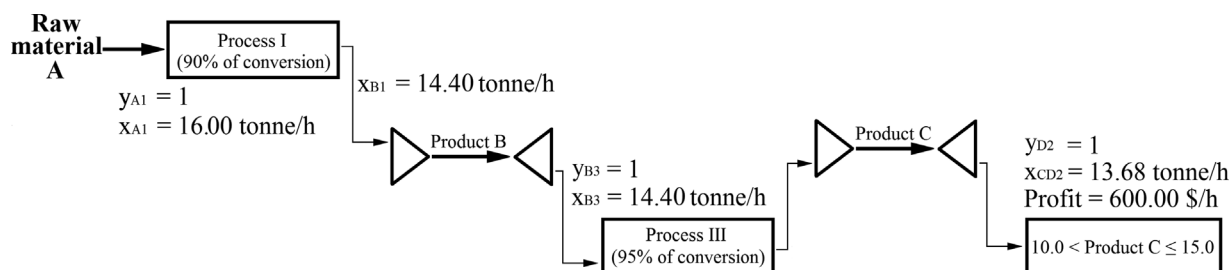 Raw
material
A
Process I
(90% of conversion)
yA1 = 1
xA1 = 16.00 tonne/h
xB1 = 14.40 tonne/h
Product B
yB3 = 1
xB3 = 14.40 tonne/h
Process III
(95% of conversion)
Product C
yD2 = 1
xCD2 = 13.68 tonne/h
Profit = 600.00 $/h
10.0 < Product C ≤ 15.0